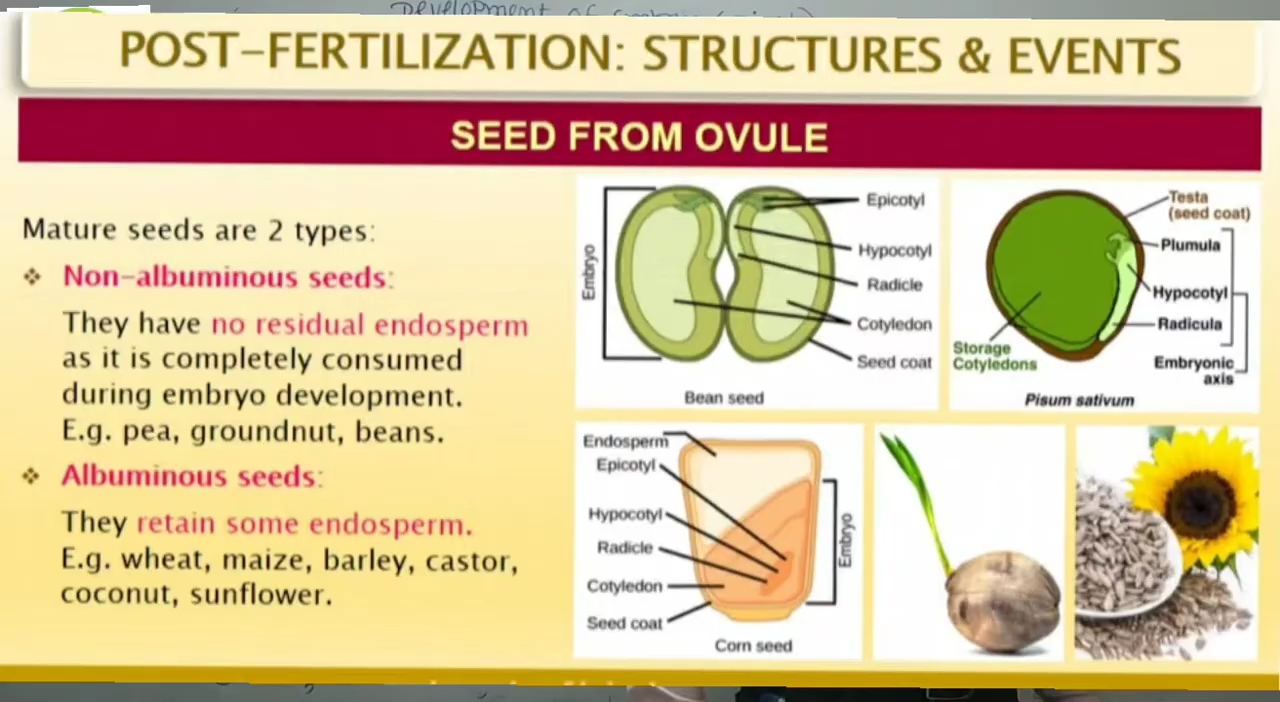 Development of
POST-FERTILIZATION: STRUCTURES & EVENTS
SEED FROM OVULE
Mature seeds are 2 types:
❖ Non-albuminous seeds:
They have no residual endosperm
as it is completely consumed
during embryo development.
E.g. pea, groundnut, beans.
❖ Albuminous seeds:
They retain some endosperm.
E.g. wheat, maize, barley, castor,
coconut, sunflower.
Embryo
Epicotyl
Hypocotyl
Radicle
Cotyledon
Seed coat
Bean seed
Testa
(seed coat)
Plumula
Hypocotyl
Radicula
Storage
Cotyledons
Embryonic
axis
Pisum sativum
Endosperm
Epicotyl
Hypocotyl
Radicle
Cotyledon
Seed coat
Embryo
Corn seed